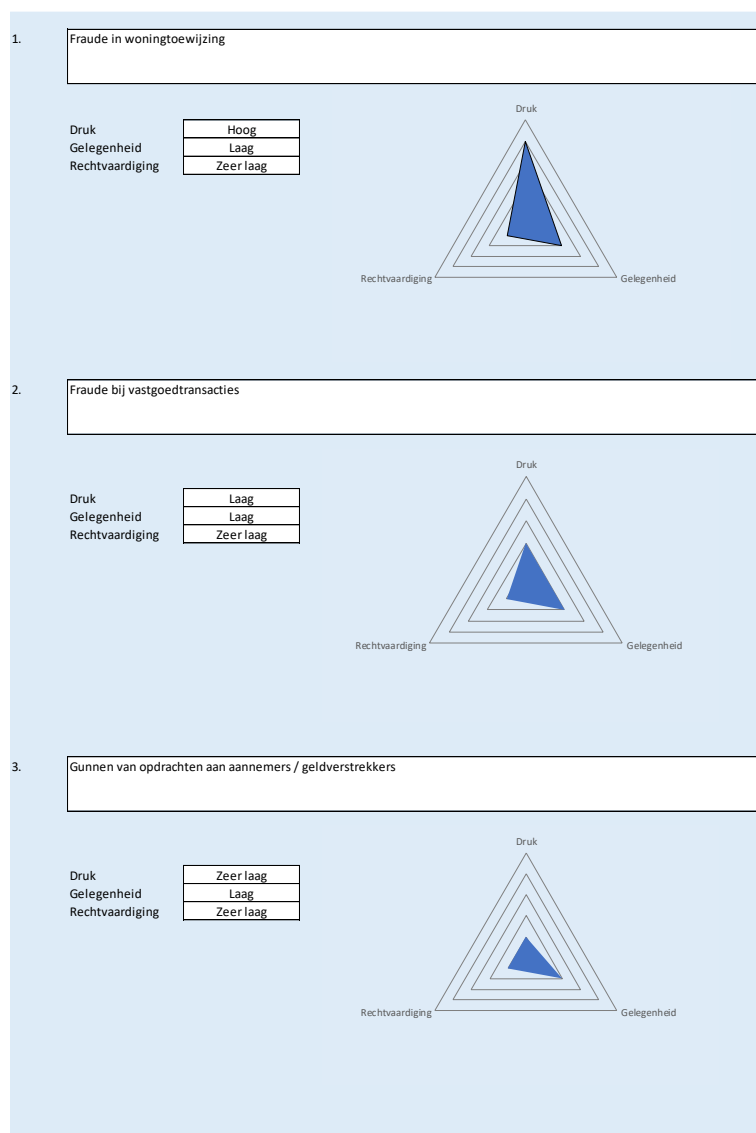 1.
Fraude in woningtoewijzing
Druk
Druk Hoog
Gelegenheid Laag
Rechtvaardiging Zeer laag
Rechtvaardiging
Gelegenheid
2.
Fraude bij vastgoedtransacties
Druk
Druk Laag
Gelegenheid Laag
Rechtvaardiging Zeer laag
Rechtvaardiging
Gelegenheid
3.
Gunnen van opdrachten aan aannemers / geldverstrekkers
Druk
Druk Zeer laag
Gelegenheid Laag
Rechtvaardiging Zeer laag
Rechtvaardiging
Gelegenheid